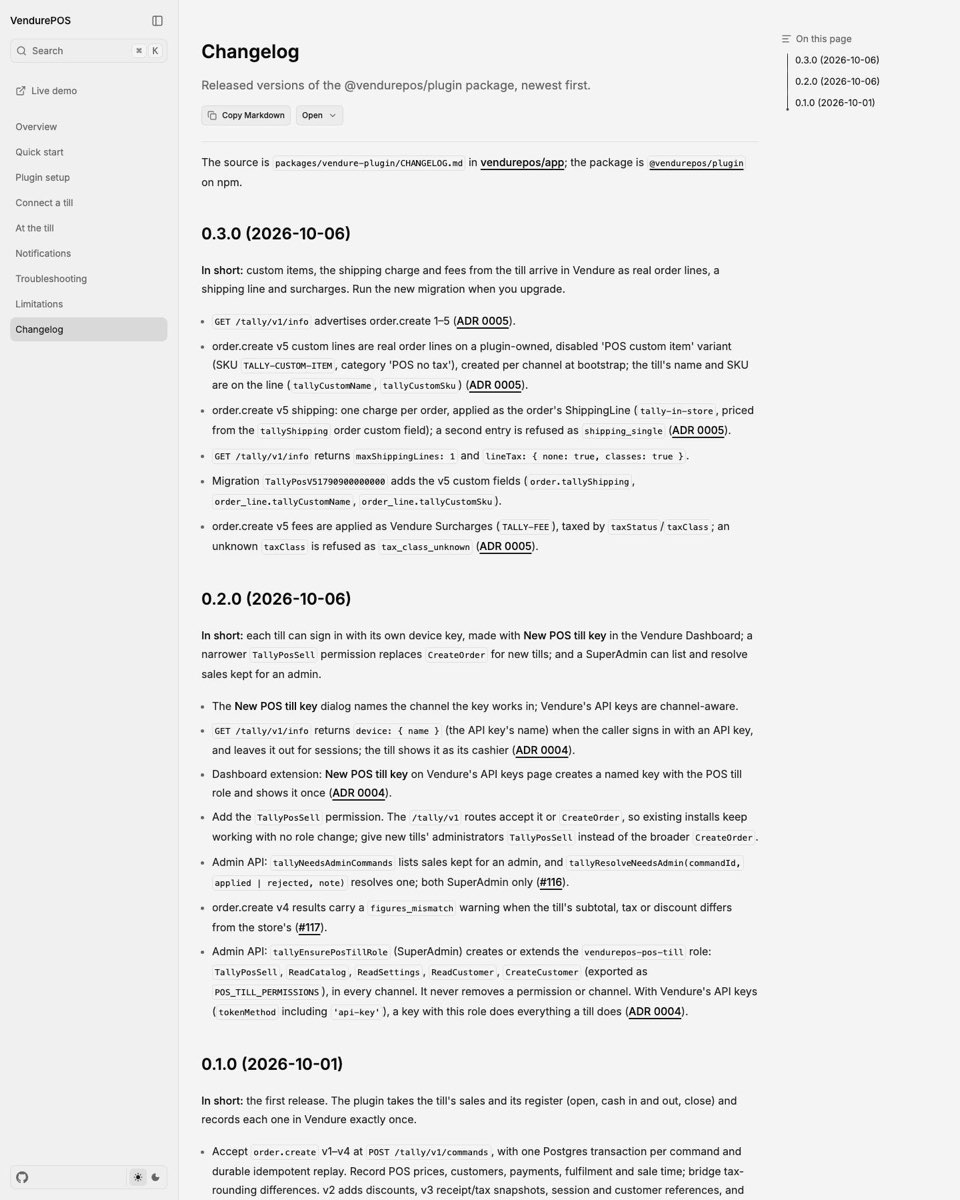 VendurePOS
Search ⌘ K
Live demo
Overview
Quick start
Plugin setup
Connect a till
At the till
Notifications
Troubleshooting
Limitations
Changelog
Changelog
Released versions of the @vendurepos/plugin package, newest first.
Copy Markdown Open
The source is packages/vendure-plugin/CHANGELOG.md in vendurepos/app; the package is @vendurepos/plugin
on npm.
0.3.0 (2026-10-06)
In short: custom items, the shipping charge and fees from the till arrive in Vendure as real order lines, a
shipping line and surcharges. Run the new migration when you upgrade.
• GET /tally/v1/info advertises order.create 1–5 (ADR 0005).
• order.create v5 custom lines are real order lines on a plugin-owned, disabled 'POS custom item' variant
(SKU TALLY-CUSTOM-ITEM, category 'POS no tax'), created per channel at bootstrap; the till's name and SKU
are on the line (tallyCustomName, tallyCustomSku) (ADR 0005).
• order.create v5 shipping: one charge per order, applied as the order's ShippingLine (tally-in-store, priced
from the tallyShipping order custom field); a second entry is refused as shipping_single (ADR 0005).
• GET /tally/v1/info returns maxShippingLines: 1 and lineTax: { none: true, classes: true }.
• Migration TallyPosV51790900000000 adds the v5 custom fields (order.tallyShipping,
order_line.tallyCustomName, order_line.tallyCustomSku).
• order.create v5 fees are applied as Vendure Surcharges (TALLY-FEE), taxed by taxStatus/taxClass; an
unknown taxClass is refused as tax_class_unknown (ADR 0005).
0.2.0 (2026-10-06)
In short: each till can sign in with its own device key, made with New POS till key in the Vendure Dashboard; a
narrower TallyPosSell permission replaces CreateOrder for new tills; and a SuperAdmin can list and resolve
sales kept for an admin.
• The New POS till key dialog names the channel the key works in; Vendure's API keys are channel-aware.
• GET /tally/v1/info returns device: { name } (the API key's name) when the caller signs in with an API key,
and leaves it out for sessions; the till shows it as its cashier (ADR 0004).
• Dashboard extension: New POS till key on Vendure's API keys page creates a named key with the POS till
role and shows it once (ADR 0004).
• Add the TallyPosSell permission. The /tally/v1 routes accept it or CreateOrder, so existing installs keep
working with no role change; give new tills' administrators TallyPosSell instead of the broader CreateOrder.
• Admin API: tallyNeedsAdminCommands lists sales kept for an admin, and tallyResolveNeedsAdmin(commandId,
applied | rejected, note) resolves one; both SuperAdmin only (#116).
• order.create v4 results carry a figures_mismatch warning when the till's subtotal, tax or discount differs
from the store's (#117).
• Admin API: tallyEnsurePosTillRole (SuperAdmin) creates or extends the vendurepos-pos-till role:
TallyPosSell, ReadCatalog, ReadSettings, ReadCustomer, CreateCustomer (exported as
POS_TILL_PERMISSIONS), in every channel. It never removes a permission or channel. With Vendure's API keys
(tokenMethod including 'api-key'), a key with this role does everything a till does (ADR 0004).
0.1.0 (2026-10-01)
In short: the first release. The plugin takes the till's sales and its register (open, cash in and out, close) and
records each one in Vendure exactly once.
• Accept order.create v1–v4 at POST /tally/v1/commands, with one Postgres transaction per command and
durable idempotent replay. Record POS prices, customers, payments, fulfilment and sale time; bridge tax-
rounding differences. v2 adds discounts, v3 receipt/tax snapshots, session and customer references, and
On this page
0.3.0 (2026-10-06)
0.2.0 (2026-10-06)
0.1.0 (2026-10-01)